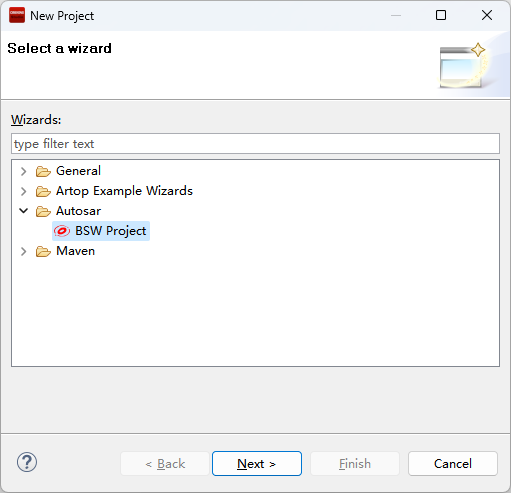 New Project
Select a wizard
Wizards:
type filter text
General
Artop Example Wizards
Autosar
BSW Project
Maven
?
< Back
Next >
Finish
Cancel